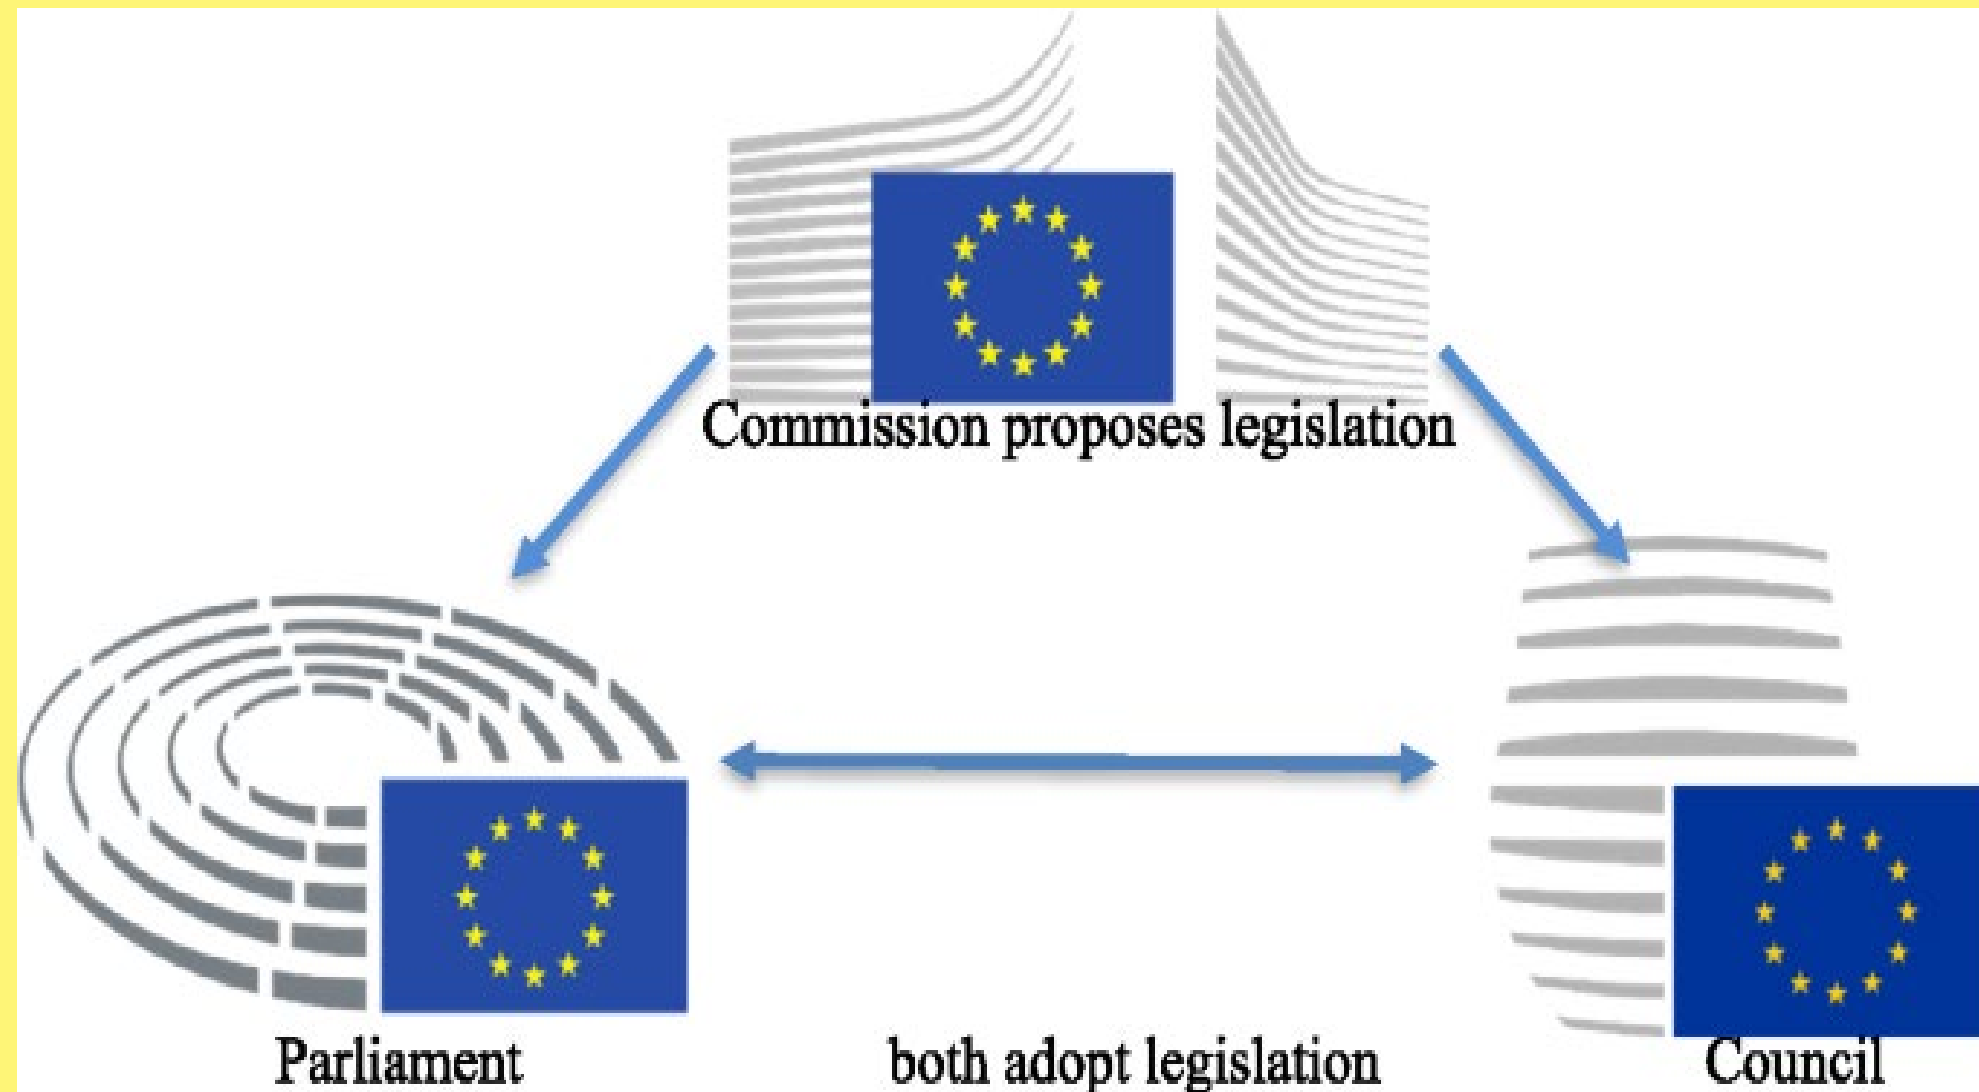 Commission proposes legislation
Parliament
both adopt legislation
Council